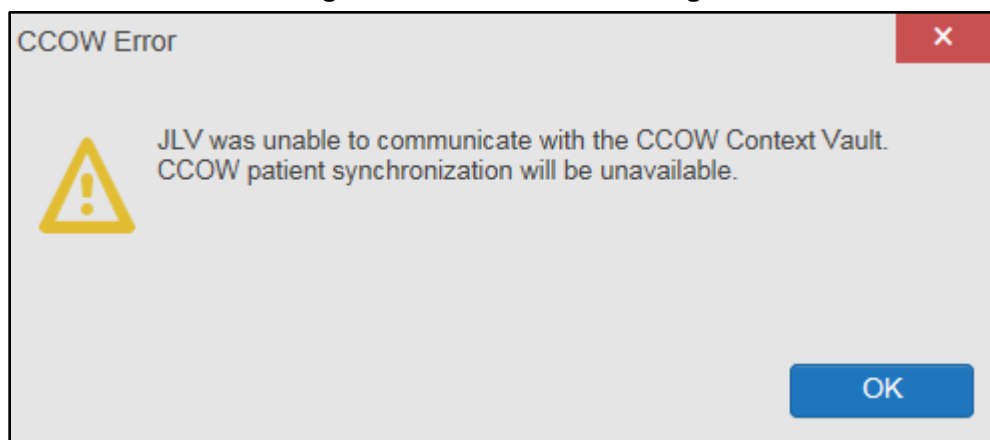 CCOW Error
JLV was unable to communicate with the CCOW Context Vault.
CCOW patient synchronization will be unavailable.
OK